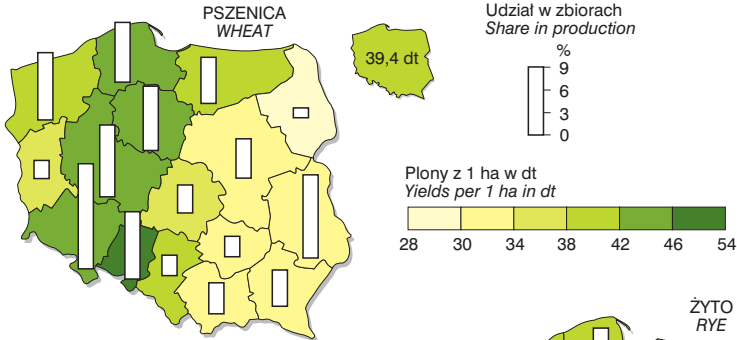 PSZENICA
WHEAT
39,4 dt
Udział w zbiorach
Share in production
%
9
6
3
0
Plony z 1 ha w dt
Yields per 1 ha in dt
28 30 34 38 42 46 54
ŻYTO
RYE